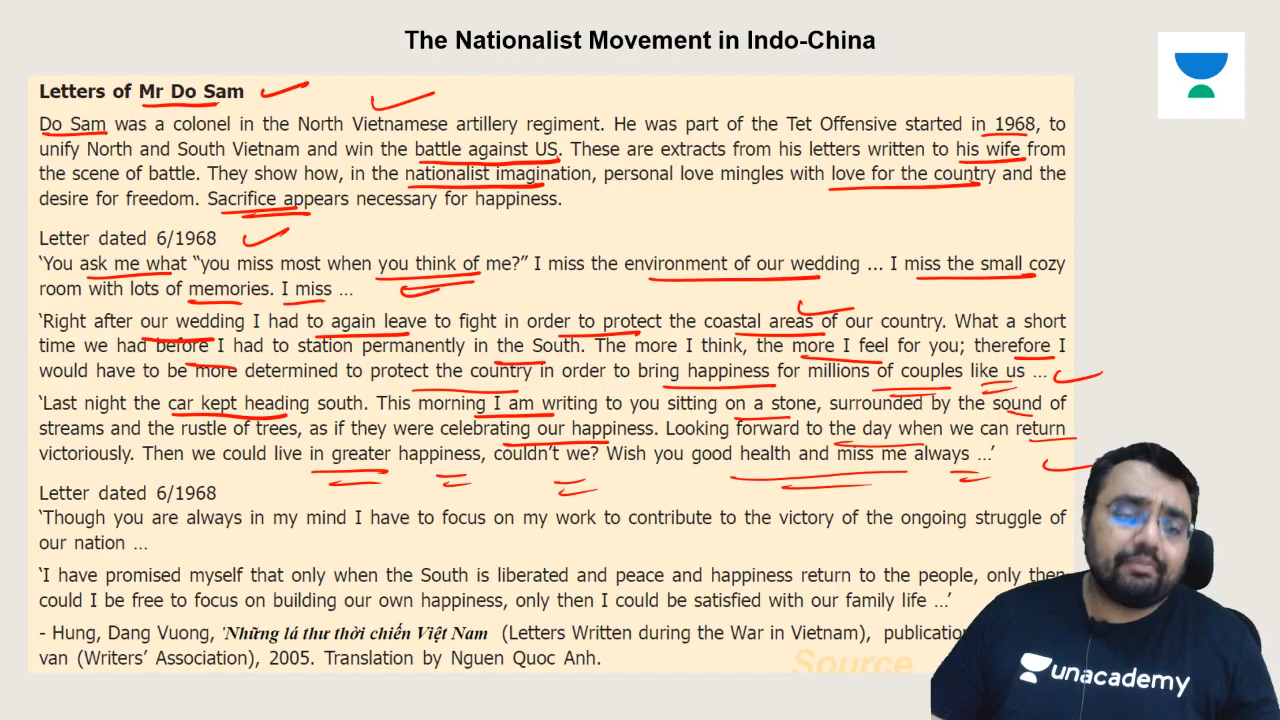 The Nationalist Movement in Indo-China
Letters of Mr Do Sam
Do Sam was a colonel in the North Vietnamese artillery regiment. He was part of the Tet Offensive started in 1968, to
unify North and South Vietnam and win the battle against US. These are extracts from his letters written to his wife from
the scene of battle. They show how, in the nationalist imagination, personal love mingles with love for the country and the
desire for freedom. Sacrifice appears necessary for happiness.
Letter dated 6/1968
‘You ask me what “you miss most when you think of me?” I miss the environment of our wedding ... I miss the small cozy
room with lots of memories. I miss ...
‘Right after our wedding I had to again leave to fight in order to protect the coastal areas of our country. What a short
time we had before I had to station permanently in the South. The more I think, the more I feel for you; therefore I
would have to be more determined to protect the country in order to bring happiness for millions of couples like us ...
‘Last night the car kept heading south. This morning I am writing to you sitting on a stone, surrounded by the sound of
streams and the rustle of trees, as if they were celebrating our happiness. Looking forward to the day when we can return
victoriously. Then we could live in greater happiness, couldn’t we? Wish you good health and miss me always ...’
Letter dated 6/1968
‘Though you are always in my mind I have to focus on my work to contribute to the victory of the ongoing struggle of
our nation ...
‘I have promised myself that only when the South is liberated and peace and happiness return to the people, only then
could I be free to focus on building our own happiness, only then I could be satisfied with our family life ...’
- Hung, Dang Vuong, ‘Những lá thư thời chiến Việt Nam (Letters Written during the War in Vietnam), publicatio
van (Writers’ Association), 2005. Translation by Nguen Quoc Anh.
Source
unacademy